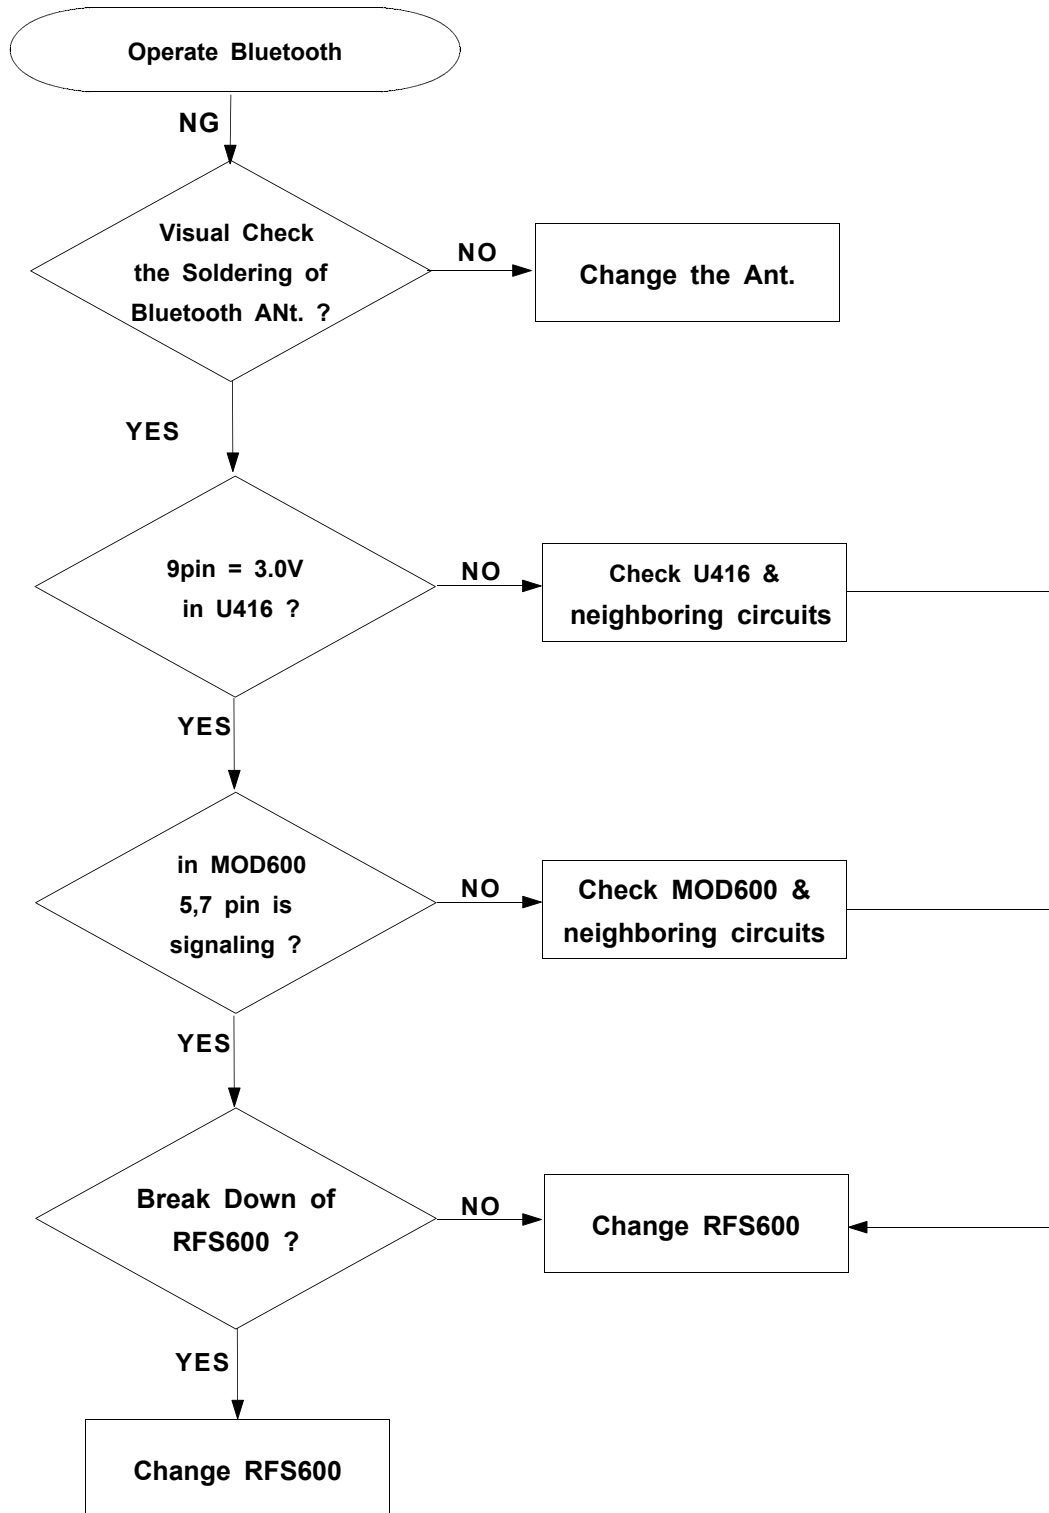 Operate Bluetooth
NG
Visual Check
the Soldering of
Bluetooth ANt. ?
NO
Change the Ant.
YES
9pin = 3.0V
in U416 ?
NO
Check U416 &
neighboring circuits
YES
in MOD600
5,7 pin is
signaling ?
NO
Check MOD600 &
neighboring circuits
YES
Break Down of
RFS600 ?
NO
Change RFS600
YES
Change RFS600